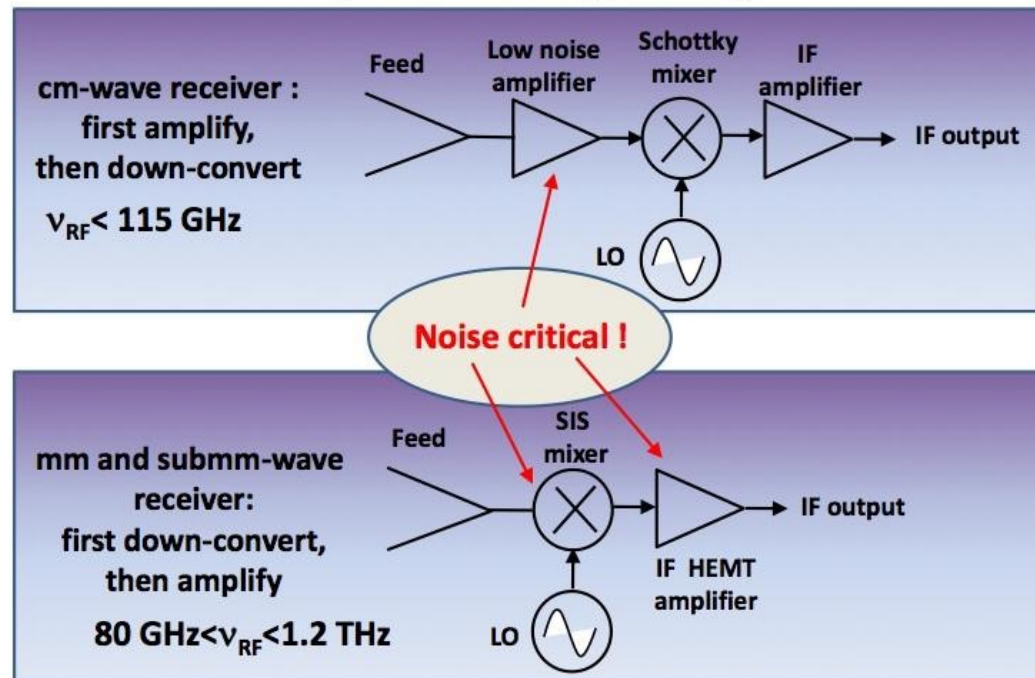 cm-wave receiver :
first amplify,
then down-convert
νRF< 115 GHz
Feed
Low noise
amplifier
Schottky
mixer
IF
amplifier
IF output
LO
Noise critical !
mm and submm-wave
receiver:
first down-convert,
then amplify
80 GHz<νRF<1.2 THz
Feed
SIS
mixer
IF HEMT
amplifier
IF output
LO